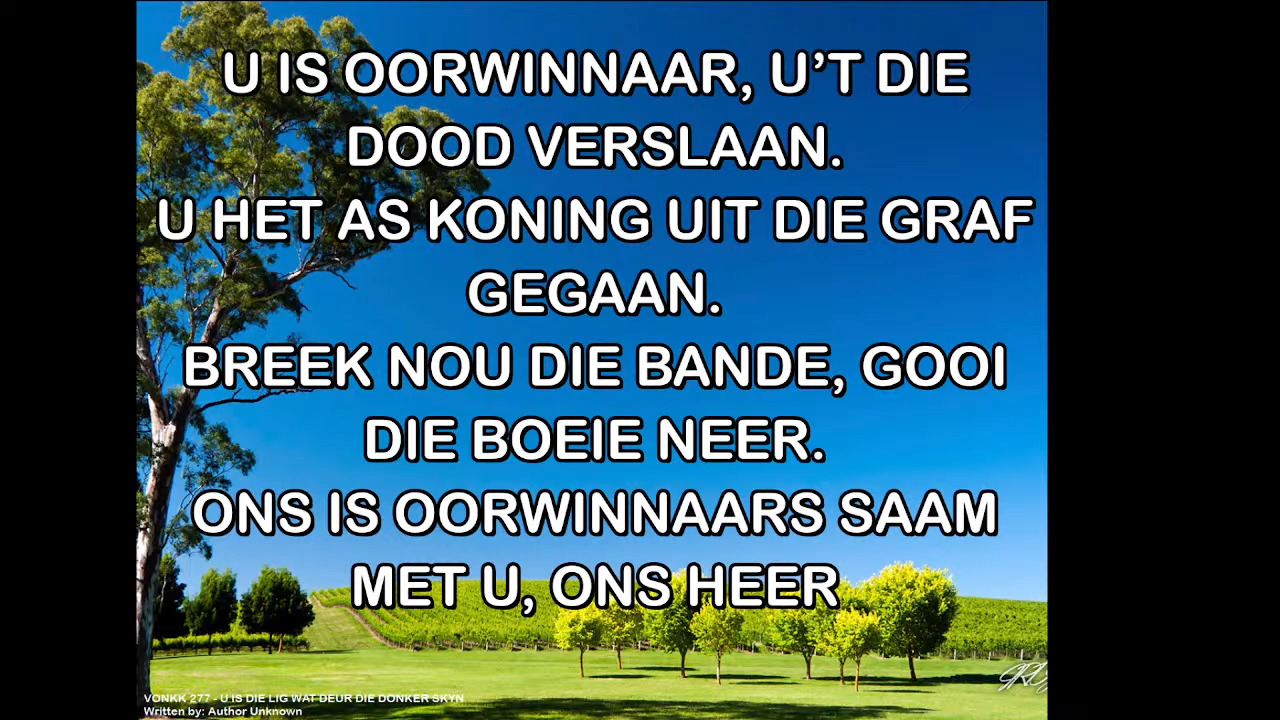 U IS OORWINNAAR, U’T DIE
DOOD VERSLAAN.
U HET AS KONING UIT DIE GRAF
GEGAAN.
BREEK NOU DIE BANDE, GOOI
DIE BOEIE NEER.
ONS IS OORWINNAARS SAAM
MET U, ONS HEER
VONKK 277 - U IS DIE LIG WAT DEUR DIE DONKER SKYN
Written by: Author Unknown